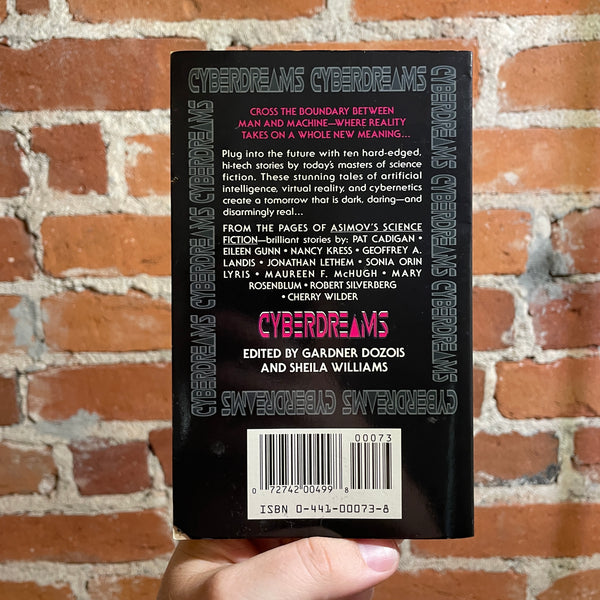 CYBERDREAMS CYBERDREAMS
CYBERDREAMS CYBERDREAMS
CYBERDREAMS CYBERDREAMS
CROSS THE BOUNDARY BETWEEN
MAN AND MACHINE—WHERE REALITY
TAKES ON A WHOLE NEW MEANING...
Plug into the future with ten hard-edged,
hi-tech stories by today's masters of science
fiction. These stunning tales of artificial
intelligence, virtual reality, and cybernetics
create a tomorrow that is dark, daring—and
disarmingly real...
FROM THE PAGES OF ASIMOV'S SCIENCE
FICTION—brilliant stories by: PAT CADIGAN •
EILEEN GUNN • NANCY KRESS • GEOFFREY A.
LANDIS • JONATHAN LETHEM • SONIA ORIN
LYRIS • MAUREEN F. McHUGH • MARY
ROSENBLUM • ROBERT SILVERBERG
• CHERRY WILDER
CYBERDREAMS
EDITED BY GARDNER DOZOIS
AND SHEILA WILLIAMS
CYBERDREAMS CYBERDREAMS
00073
0 72742 00499 8
ISBN 0-441-00073-8